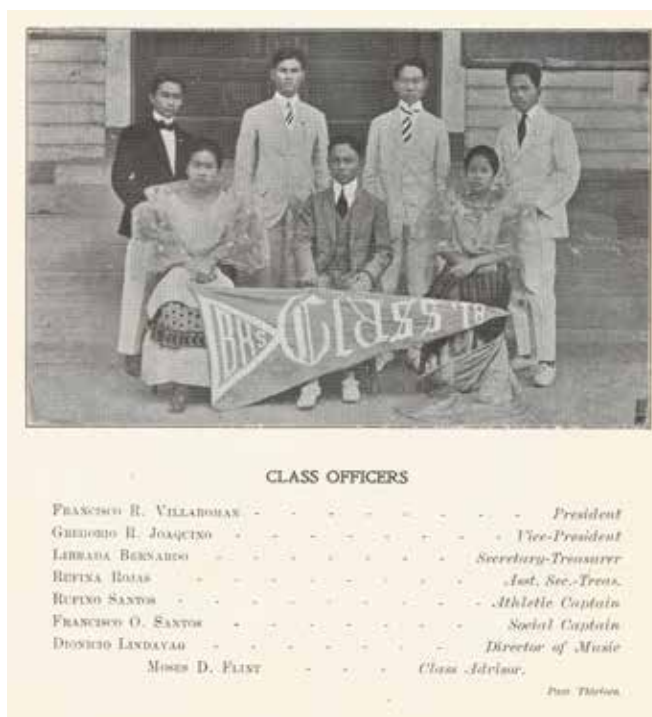 BHS Class '18
CLASS OFFICERS
FRANCISCO R. VILLAROMAN - - - - - - - - President
GREGORIO R. JOAQUINO - - - - - - - - Vice-President
LIBRADA BERNARDO - - - - - - - Secretary-Treasurer
RUFINA ROJAS - - - - - - - - Asst. Sec.-Treas.
RUFINO SANTOS - - - - - - - - - Athletic Captain
FRANCISCO O. SANTOS - - - - - - - - Social Captain
DIONICIO LINDAYAG - - - - - - - - Director of Music
MOSES D. FLINT - - - Class Advisor.
Page Thirteen